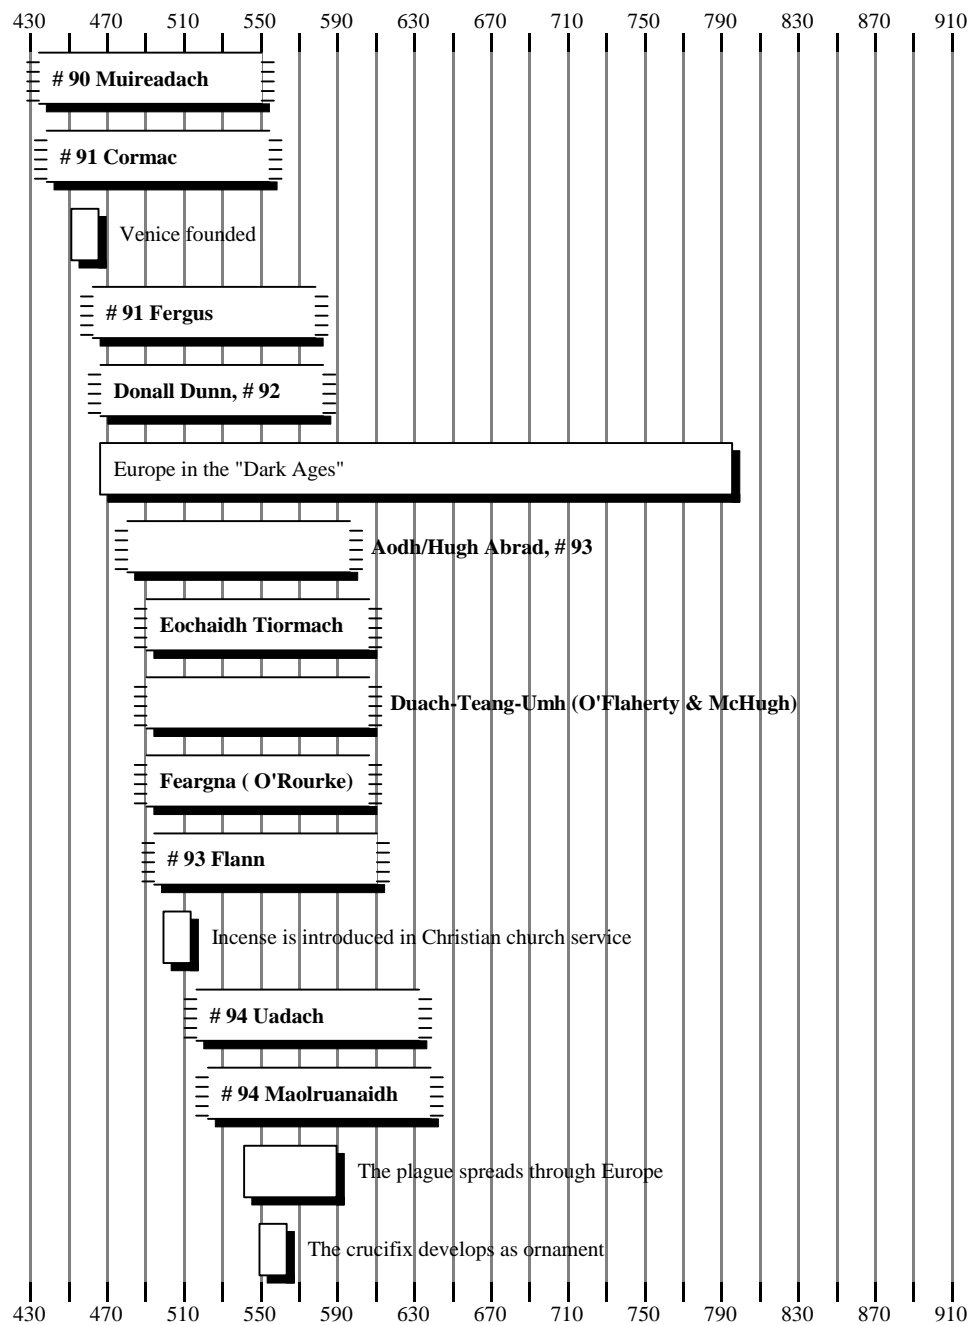 430 470 510 550 590 630 670 710 750 790 830 870 910
# 90 Muireadach
# 91 Cormac
Venice founded
# 91 Fergus
Donall Dunn, # 92
Europe in the "Dark Ages"
Aodh/Hugh Abrad, # 93
Eochaidh Tiormach
Duach-Teang-Umh (O'Flaherty & McHugh)
Feargna ( O'Rourke)
# 93 Flann
Incense is introduced in Christian church service
# 94 Uadach
# 94 Maolruanaidh
The plague spreads through Europe
The crucifix develops as ornament
430 470 510 550 590 630 670 710 750 790 830 870 910